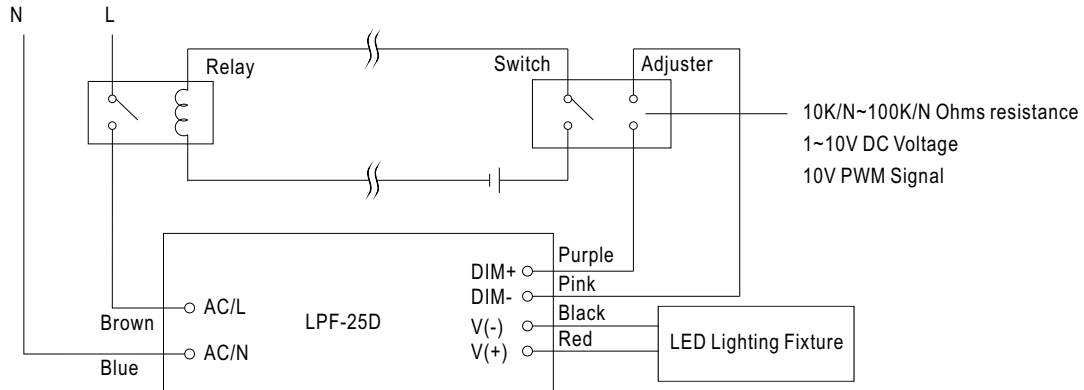 N
L
Relay
Switch
Adjuster
10K/N~100K/N Ohms resistance
1~10V DC Voltage
10V PWM Signal
Purple
DIM+
Pink
DIM-
Black
V(-)
Red
V(+)
LED Lighting Fixture
AC/L
Brown
LPF-25D
AC/N
Blue